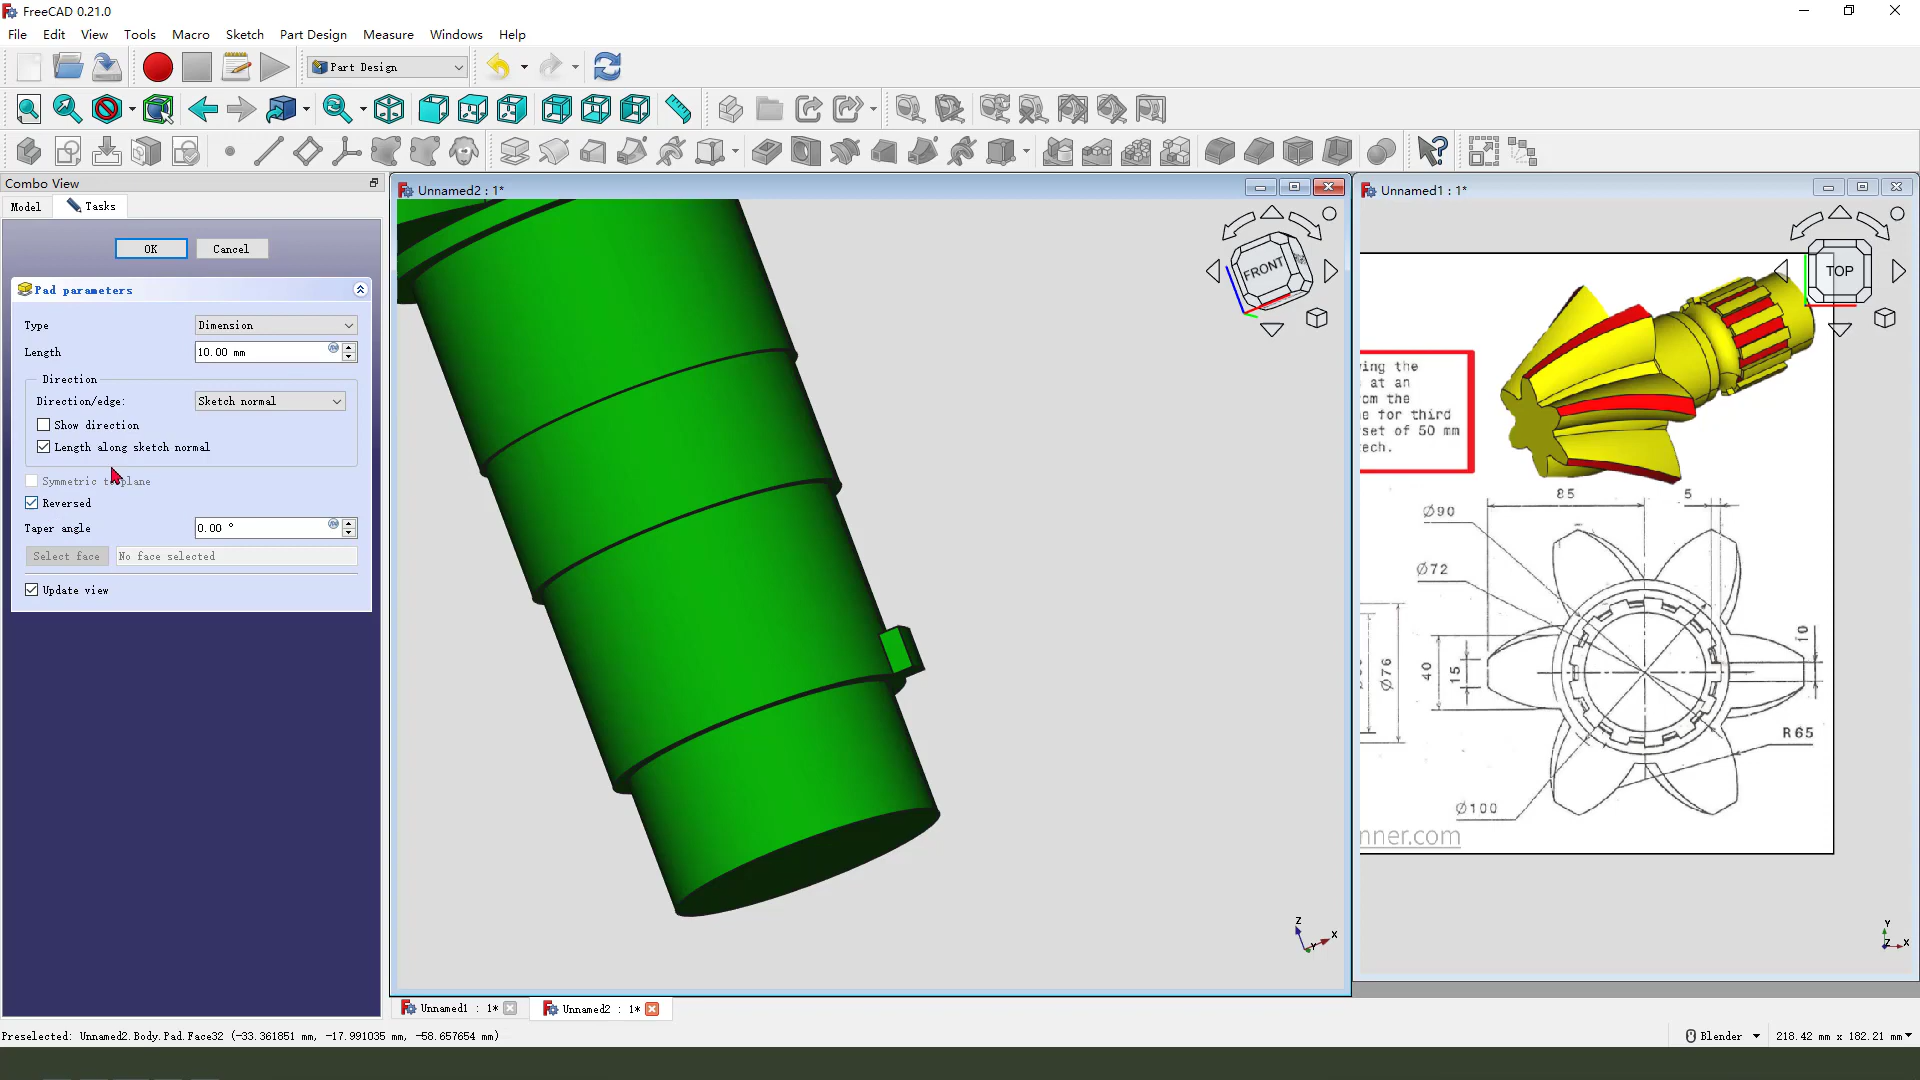 FreeCAD 0.21.0
File Edit View Tools Macro Sketch Part Design Measure Windows Help
Part Design
Combo View
Model Tasks
OK Cancel
Pad parameters
Type Dimension
Length 10.00 mm
Direction
Direction/edge: Sketch normal
Show direction
Length along sketch normal
Symmetric to plane
Reversed
Taper angle 0.00 °
Select face No face selected
Update view
Unnamed2 : 1*
FRONT
Z
X
Y
Unnamed1 : 1*
TOP
ing the
s at an
om the
e for third
set of 50 mm
ech.
85 5
Ø90
Ø72
10
Ø76
40
15
R65
Ø100
nner.com
Y
Z X
Unnamed1 : 1* Unnamed2 : 1*
Preselected: Unnamed2.Body.Pad.Face32 (-33.361851 mm, -17.991035 mm, -58.657654 mm)
Blender 218.42 mm x 182.21 mm